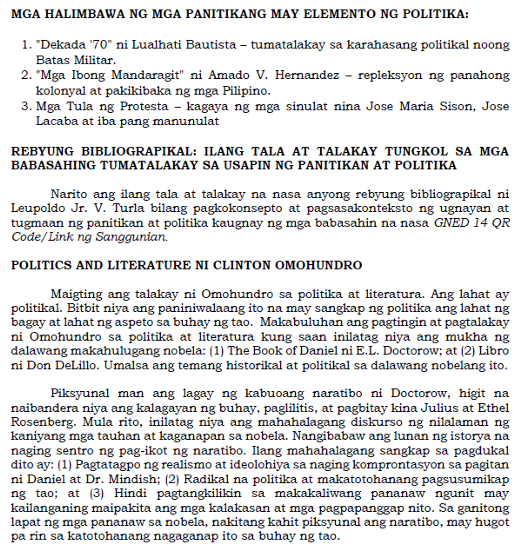 MGA HALIMBAWA NG MGA PANITIKANG MAY ELEMENTO NG POLITIKA:
1. "Dekada '70" ni Lualhati Bautista – tumatalakay sa karahasang politikal noong
Batas Militar.
2. "Mga Ibong Mandaragit" ni Amado V. Hernandez – repleksyon ng panahong
kolonyal at pakikibaka ng mga Pilipino.
3. Mga Tula ng Protesta – kagaya ng mga sinulat nina Jose Maria Sison, Jose
Lacaba at iba pang manunulat
REBYUNG BIBLIOGRAPIKAL: ILANG TALA AT TALAKAY TUNGKOL SA MGA
BABASAHING TUMATALAKAY SA USAPIN NG PANITIKAN AT POLITIKA
Narito ang ilang tala at talakay na nasa anyong rebyung bibliograpikal ni
Leupoldo Jr. V. Turla bilang pagkokonsepto at pagsasakonteksto ng ugnayan at
tugmaan ng panitikan at politika kaugnay ng mga babasahin na nasa GNED 14 QR
Code/Link ng Sanggunian.
POLITICS AND LITERATURE NI CLINTON OMOHUNDRO
Maigting ang talakay ni Omohundro sa politika at literatura. Ang lahat ay
politikal. Bitbit niya ang paniniwalaang ito na may sangkap ng politika ang lahat ng
bagay at lahat ng aspeto sa buhay ng tao. Makabuluhan ang pagtingin at pagtalakay
ni Omohundro sa politika at literatura kung saan inilatag niya ang mukha ng
dalawang makahulugang nobela: (1) The Book of Daniel ni E.L. Doctorow; at (2) Libro
ni Don DeLillo. Umalsa ang temang historikal at politikal sa dalawang nobelang ito.
Piksyunal man ang lagay ng kabuoang naratibo ni Doctorow, higit na
naibandera niya ang kalagayan ng buhay, paglilitis, at pagbitay kina Julius at Ethel
Rosenberg. Mula rito, inilatag niya ang mahahalagang diskurso ng nilalaman ng
kaniyang mga tauhan at kaganapan sa nobela. Nangibabaw ang lunan ng istorya na
naging sentro ng pag-ikot ng naratibo. Ilang mahahalagang sangkap sa pagdukal
dito ay: (1) Pagtatagpo ng realismo at ideolohiya sa naging komprontasyon sa pagitan
ni Daniel at Dr. Mindish; (2) Radikal na politika at makatotohanang pagsusumikap
ng tao; at (3) Hindi pagtangkilikin sa makakaliwang pananaw ngunit may
kailanganing maipakita ang mga kalakasan at mga pagpapanggap nito. Sa ganitong
lapat ng mga pananaw sa nobela, nakitang kahit piksyunal ang naratibo, may hugot
pa rin sa katotohanang nagaganap ito sa buhay ng tao.